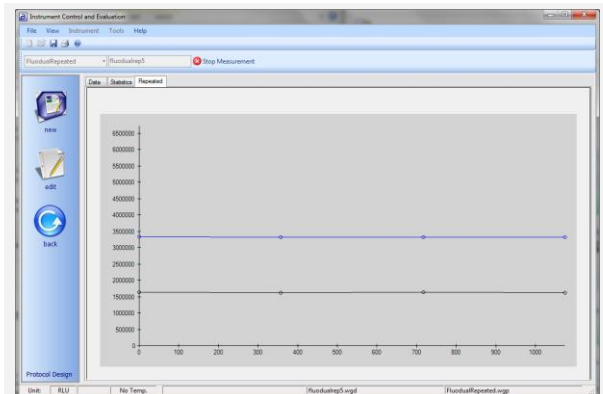 Instrument Control and Evaluation
File View Instrument Tools Help
FluodualRepeated fluodualrep5 Stop Measurement
Data Statistics Repeated
new
edit
back
Protocol Design
6500000
6000000
5500000
5000000
4500000
4000000
3500000
3000000
2500000
2000000
1500000
1000000
500000
0
0 100 200 300 400 500 600 700 800 900 1000
Unit: RLU No Temp. fluodualrep5.wgd FluodualRepeated.wgp